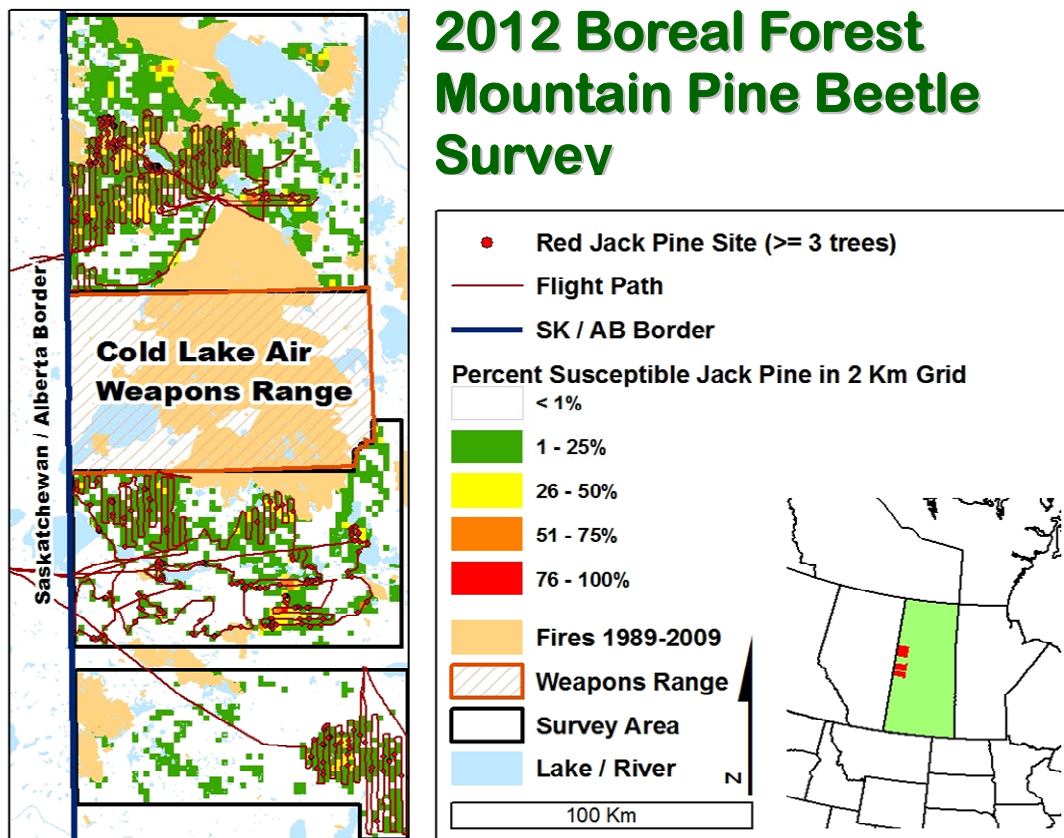 2012 Boreal Forest
Mountain Pine Beetle
Survey
Red Jack Pine Site (>= 3 trees)
Flight Path
SK / AB Border
Percent Susceptible Jack Pine in 2 Km Grid
< 1%
1 - 25%
26 - 50%
51 - 75%
76 - 100%
Fires 1989-2009
Weapons Range
Survey Area
Lake / River
N
100 Km
Saskatchewan / Alberta Border
Cold Lake Air
Weapons Range